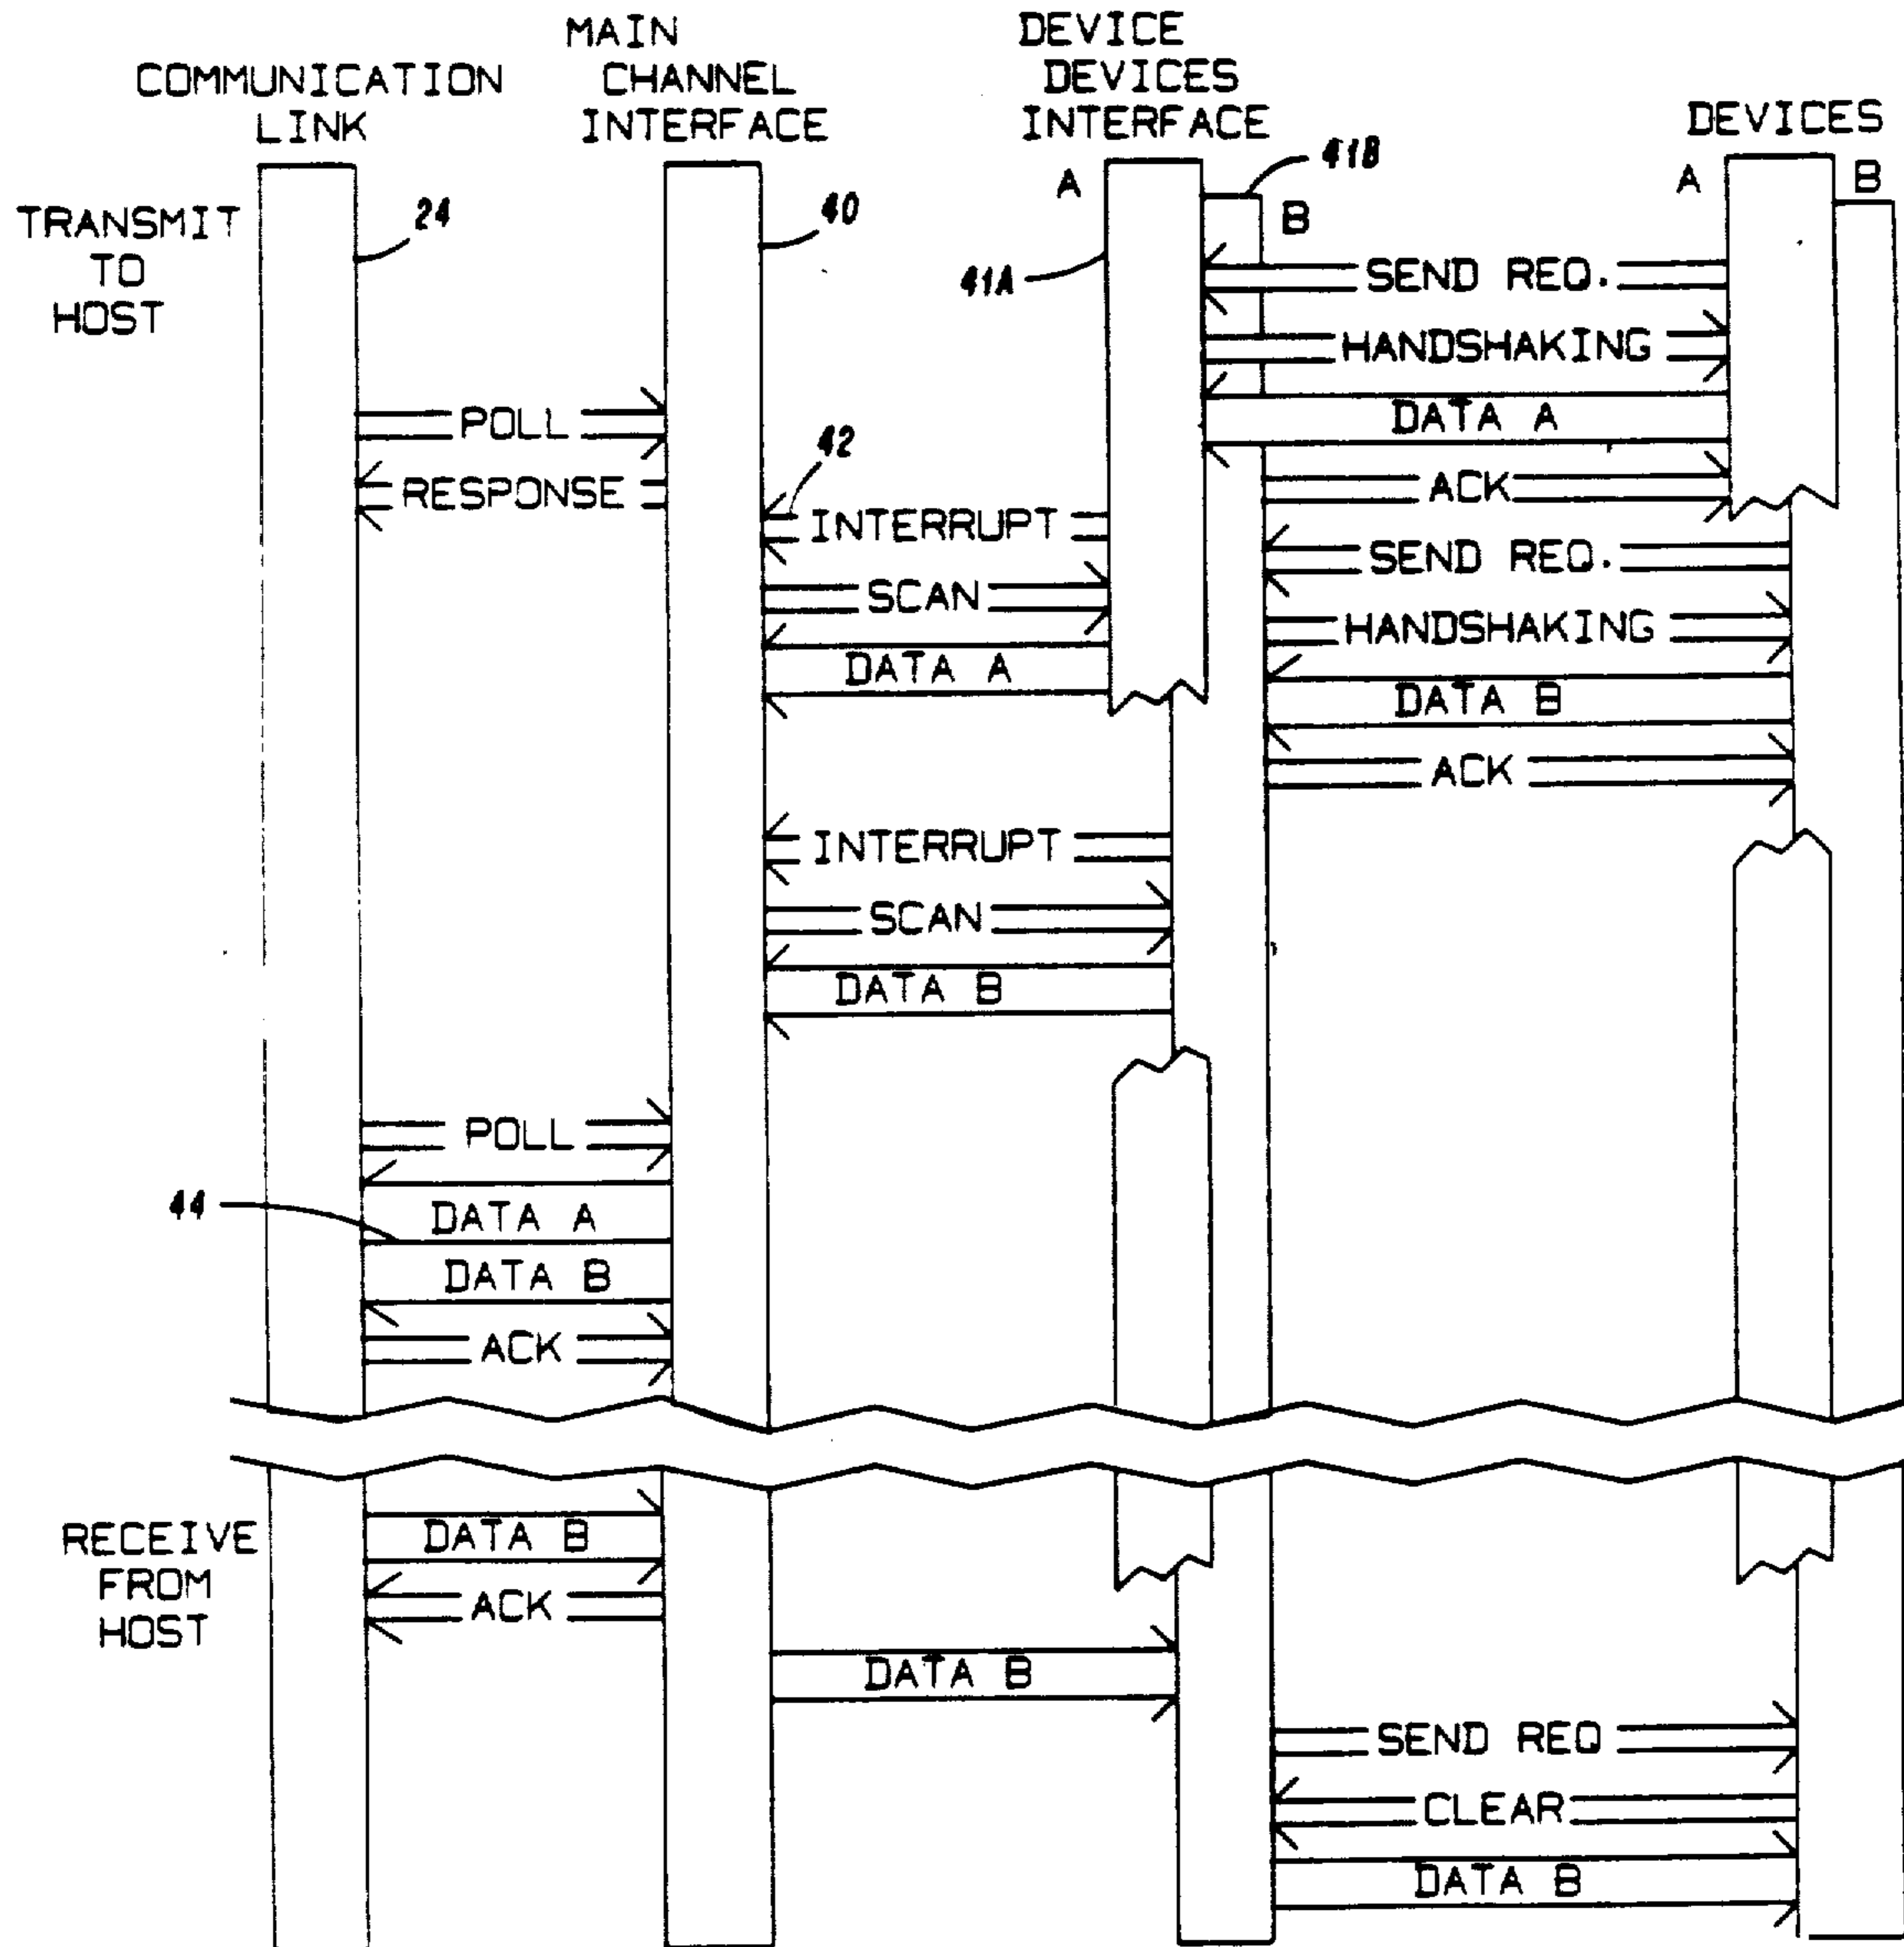 COMMUNICATION
LINK
MAIN
CHANNEL
INTERFACE
DEVICE
DEVICES
INTERFACE
DEVICES
A
41B
A
B
TRANSMIT
TO
HOST
24
40
B
41A
SEND REQ.
HANDSHAKING
POLL
DATA A
42
RESPONSE
ACK
INTERRUPT
SEND REQ.
SCAN
HANDSHAKING
DATA A
DATA B
ACK
INTERRUPT
SCAN
DATA B
POLL
44
DATA A
DATA B
ACK
RECEIVE
FROM
HOST
DATA B
ACK
DATA B
SEND REQ
CLEAR
DATA B